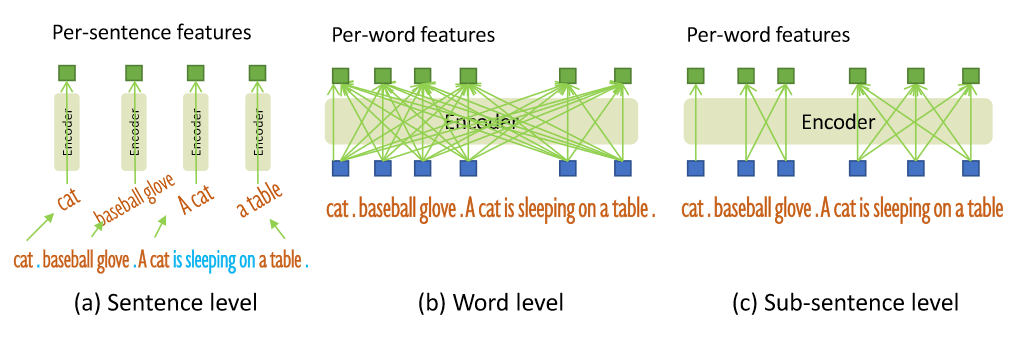 Per-sentence features
Encoder
Encoder
Encoder
Encoder
cat
baseball glove
A cat
a table
cat . baseball glove . A cat is sleeping on a table .
(a) Sentence level
Per-word features
Encoder
cat . baseball glove . A cat is sleeping on a table .
(b) Word level
Per-word features
Encoder
cat . baseball glove . A cat is sleeping on a table
(c) Sub-sentence level